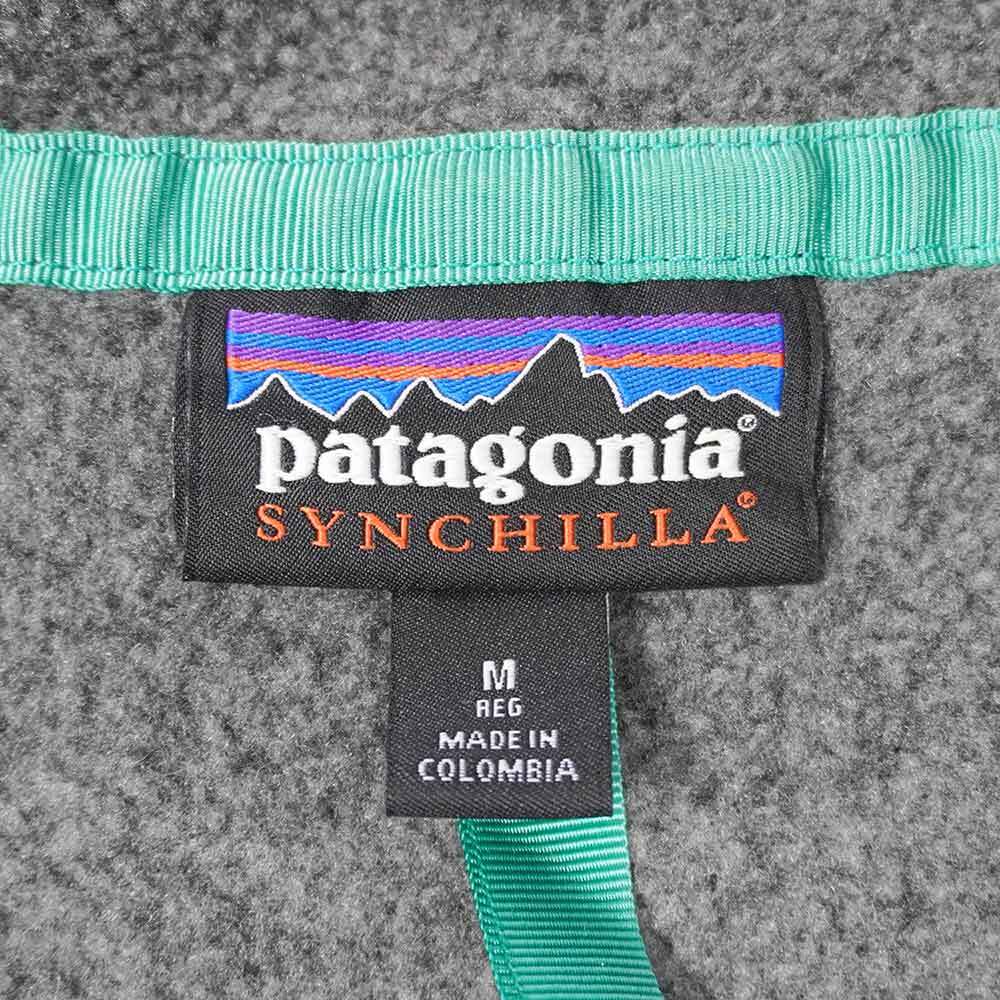 patagonia®
SYNCHILLA®
M
REG
MADE IN
COLOMBIA